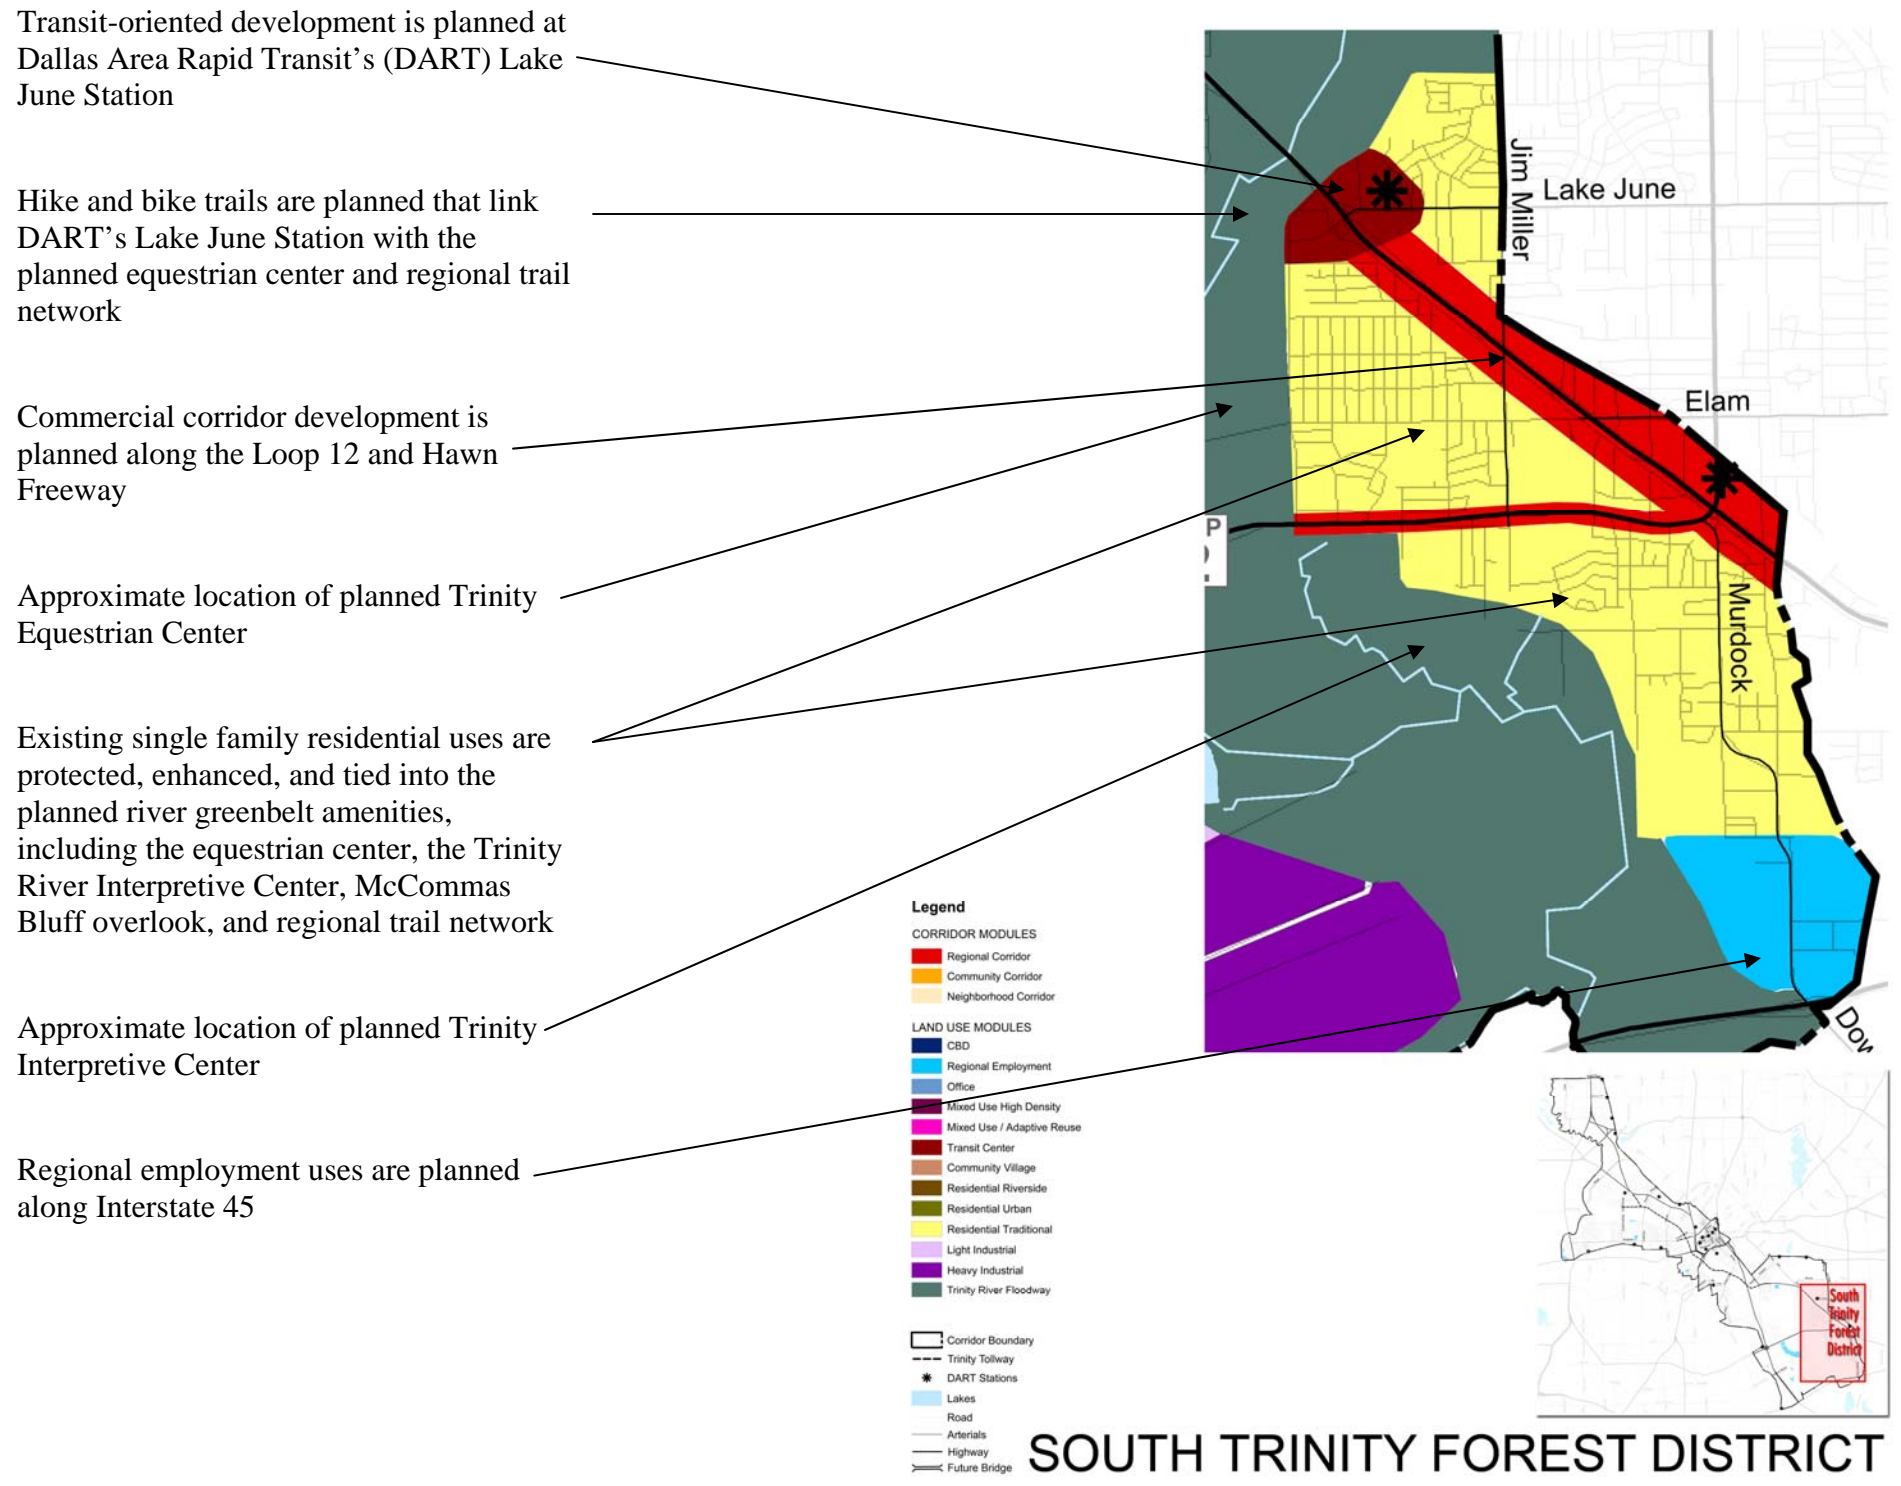 Transit-oriented development is planned at
Dallas Area Rapid Transit’s (DART) Lake
June Station
Hike and bike trails are planned that link
DART’s Lake June Station with the
planned equestrian center and regional trail
network
Commercial corridor development is
planned along the Loop 12 and Hawn
Freeway
Approximate location of planned Trinity
Equestrian Center
Existing single family residential uses are
protected, enhanced, and tied into the
planned river greenbelt amenities,
including the equestrian center, the Trinity
River Interpretive Center, McCommas
Bluff overlook, and regional trail network
Approximate location of planned Trinity
Interpretive Center
Regional employment uses are planned
along Interstate 45
Jim Miller
Lake June
Elam
P
Murdock
Dow
Legend
CORRIDOR MODULES
Regional Corridor
Community Corridor
Neighborhood Corridor
LAND USE MODULES
CBD
Regional Employment
Office
Mixed Use High Density
Mixed Use / Adaptive Reuse
Transit Center
Community Village
Residential Riverside
Residential Urban
Residential Traditional
Light Industrial
Heavy Industrial
Trinity River Floodway
Corridor Boundary
Trinity Tollway
DART Stations
Lakes
Road
Arterials
Highway
Future Bridge
South
Trinity
Forest
District
SOUTH TRINITY FOREST DISTRICT